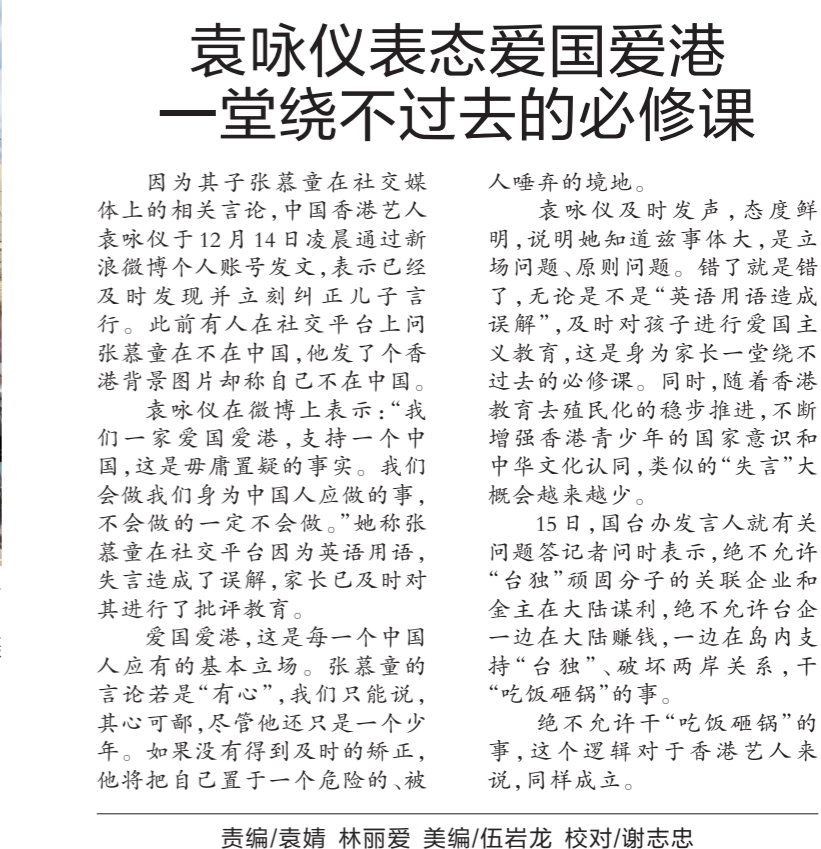 袁咏仪表态爱国爱港
一堂绕不过去的必修课
因为其子张慕童在社交媒
体上的相关言论,中国香港艺人
袁咏仪于12月14日凌晨通过新
浪微博个人账号发文,表示已经
及时发现并立刻纠正儿子言
行。此前有人在社交平台上问
张慕童在不在中国,他发了个香
港背景图片却称自己不在中国。
袁咏仪在微博上表示:“我
们一家爱国爱港,支持一个中
国,这是毋庸置疑的事实。我们
会做我们身为中国人应做的事,
不会做的一定不会做。”她称张
慕童在社交平台因为英语用语,
失言造成了误解,家长已及时对
其进行了批评教育。
爱国爱港,这是每一个中国
人应有的基本立场。张慕童的
言论若是“有心”,我们只能说,
其心可鄙,尽管他还只是一个少
年。如果没有得到及时的矫正,
他将把自己置于一个危险的、被
人唾弃的境地。
袁咏仪及时发声,态度鲜
明,说明她知道兹事体大,是立
场问题、原则问题。错了就是错
了,无论是不是“英语用语造成
误解”,及时对孩子进行爱国主
义教育,这是身为家长一堂绕不
过去的必修课。同时,随着香港
教育去殖民化的稳步推进,不断
增强香港青少年的国家意识和
中华文化认同,类似的“失言”大
概会越来越少。
15日,国台办发言人就有关
问题答记者问时表示,绝不允许
“台独”顽固分子的关联企业和
金主在大陆谋利,绝不允许台企
一边在大陆赚钱,一边在岛内支
持“台独”、破坏两岸关系,干
“吃饭砸锅”的事。
绝不允许干“吃饭砸锅”的
事,这个逻辑对于香港艺人来
说,同样成立。
责编/袁婧 林丽爱 美编/伍岩龙 校对/谢志忠